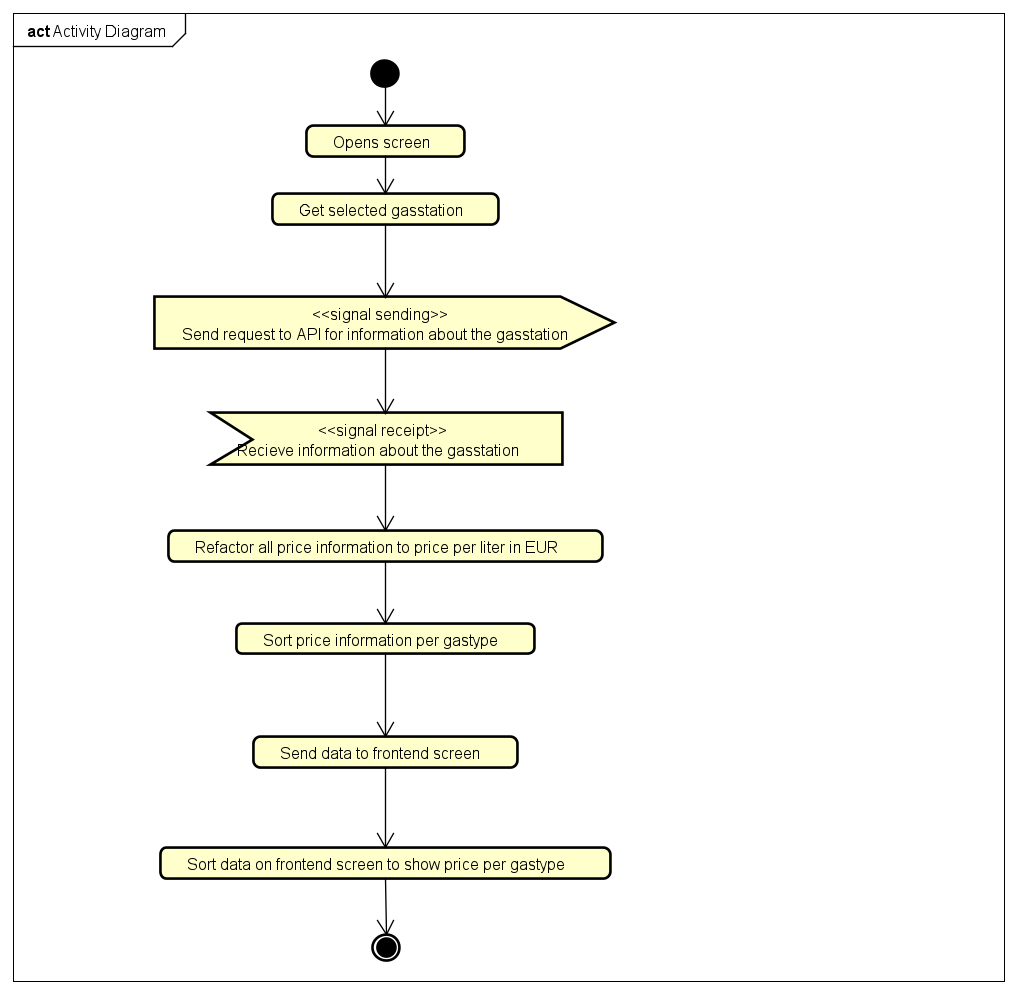 act Activity Diagram
Opens screen
Get selected gasstation
<<signal sending>>
Send request to API for information about the gasstation
<<signal receipt>>
Recieve information about the gasstation
Refactor all price information to price per liter in EUR
Sort price information per gastype
Send data to frontend screen
Sort data on frontend screen to show price per gastype